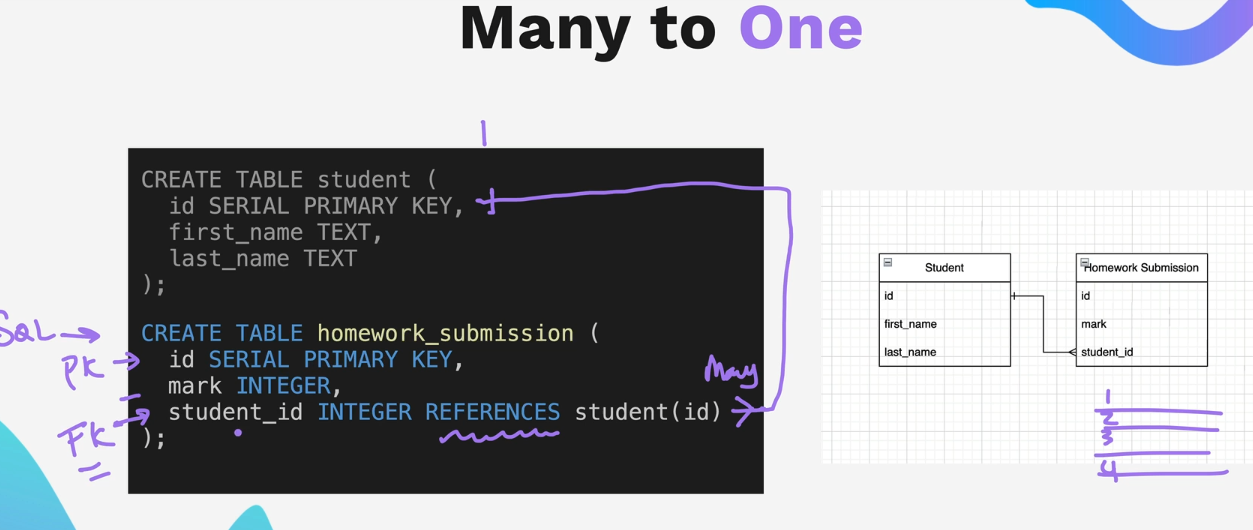 Many to One
1
CREATE TABLE student (
id SERIAL PRIMARY KEY,
first_name TEXT,
last_name TEXT
);
SQL
CREATE TABLE homework_submission (
PK
id SERIAL PRIMARY KEY,
mark INTEGER,
FK
student_id INTEGER REFERENCES student(id)
Many
);
Student
id
first_name
last_name
Homework Submission
id
mark
student_id
1
2
3
4